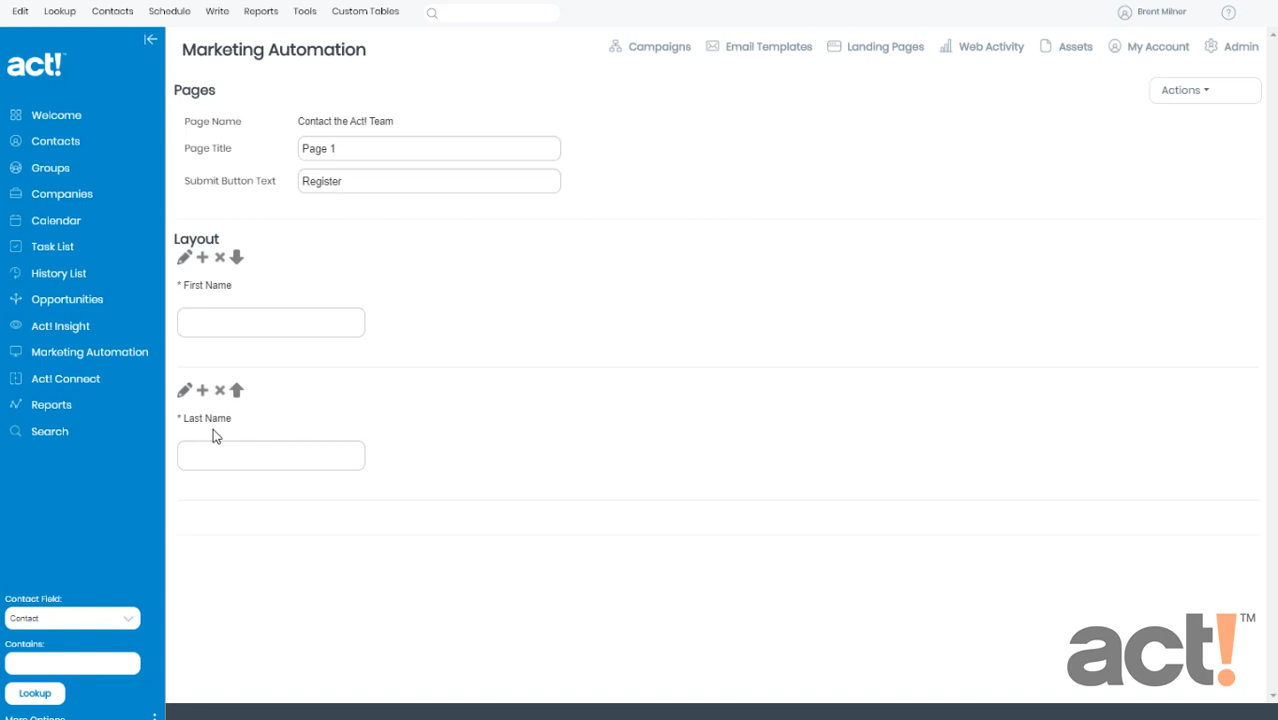 Edit Lookup Contacts Schedule Write Reports Tools Custom Tables Brent Milner ?
act!
Marketing Automation
Campaigns Email Templates Landing Pages Web Activity Assets My Account Admin
Pages
Actions
Page Name Contact the Act! Team
Page Title Page 1
Submit Button Text Register
Welcome
Contacts
Groups
Companies
Calendar
Task List
History List
Opportunities
Act! Insight
Marketing Automation
Act! Connect
Reports
Search
Layout
* First Name
* Last Name
Contact Field:
Contact
Contains:
Lookup
More Options
act!™